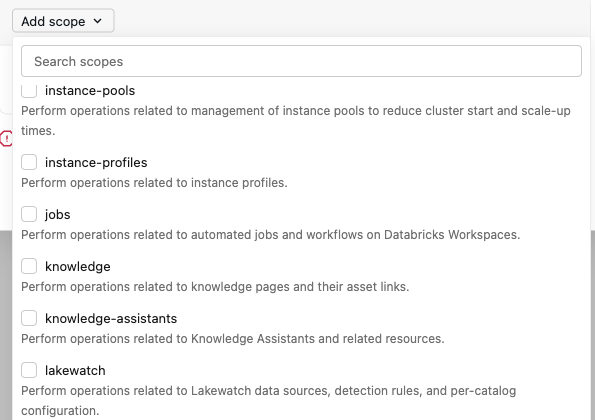 Add scope
Search scopes
instance-pools
Perform operations related to management of instance pools to reduce cluster start and scale-up
times.
instance-profiles
Perform operations related to instance profiles.
jobs
Perform operations related to automated jobs and workflows on Databricks Workspaces.
knowledge
Perform operations related to knowledge pages and their asset links.
knowledge-assistants
Perform operations related to Knowledge Assistants and related resources.
lakewatch
Perform operations related to Lakewatch data sources, detection rules, and per-catalog
configuration.